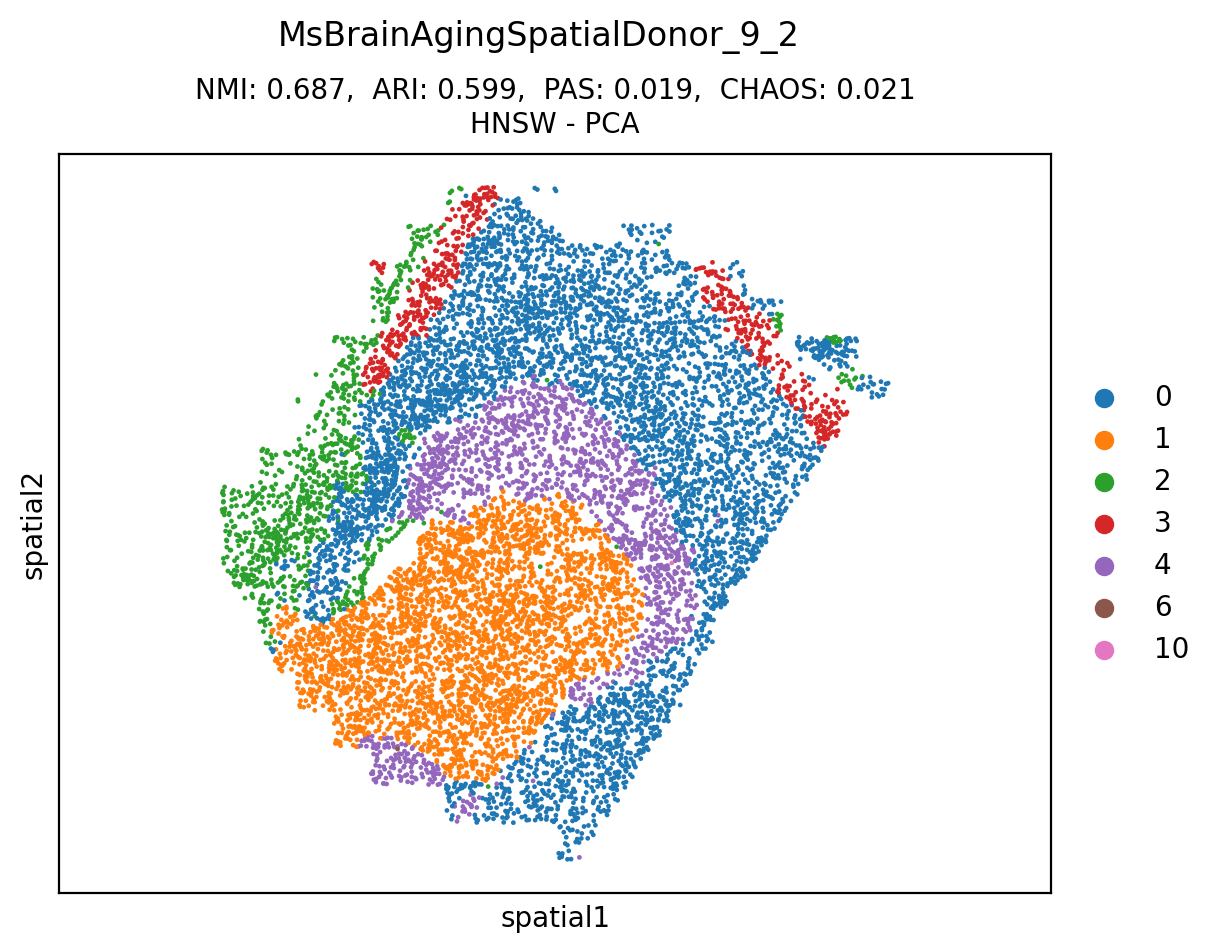 MsBrainAgingSpatialDonor_9_2
NMI: 0.687,  ARI: 0.599,  PAS: 0.019,  CHAOS: 0.021
HNSW - PCA
spatial2
0
1
2
3
4
6
10
spatial1